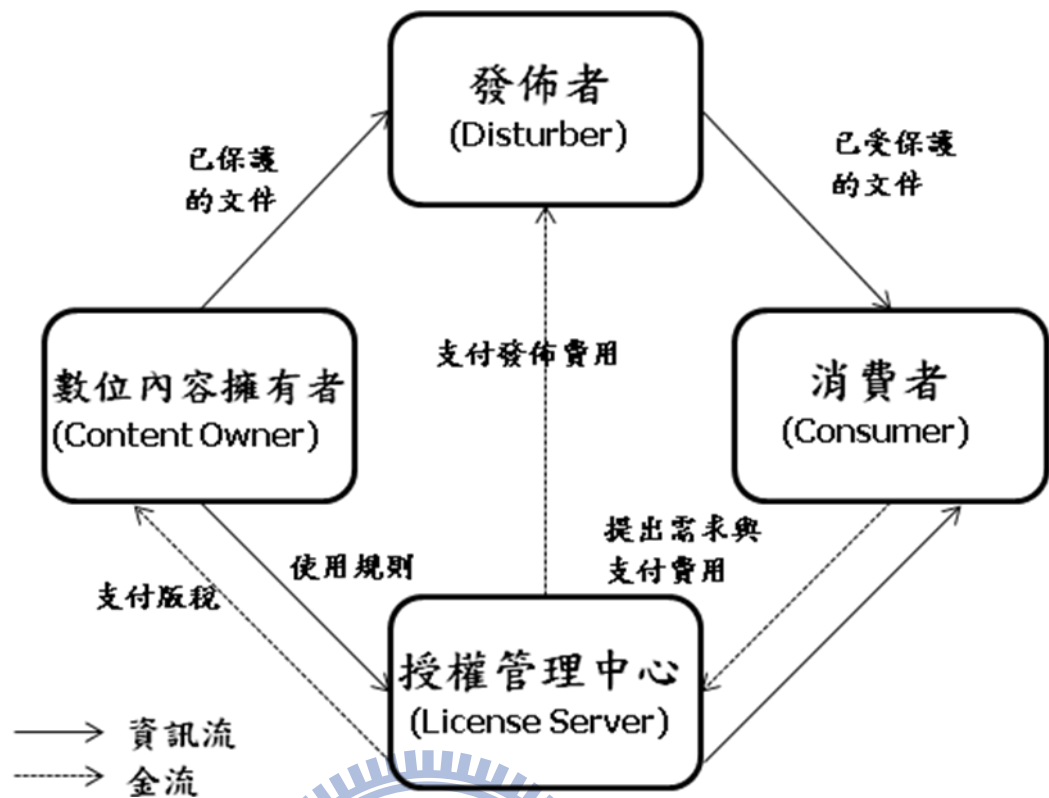 發佈者
(Disturber)
已保護
的文件
已受保護
的文件
數位內容擁有者
(Content Owner)
支付發佈費用
消費者
(Consumer)
使用規則
提出需求與
支付費用
支付版稅
授權管理中心
(License Server)
資訊流
金流